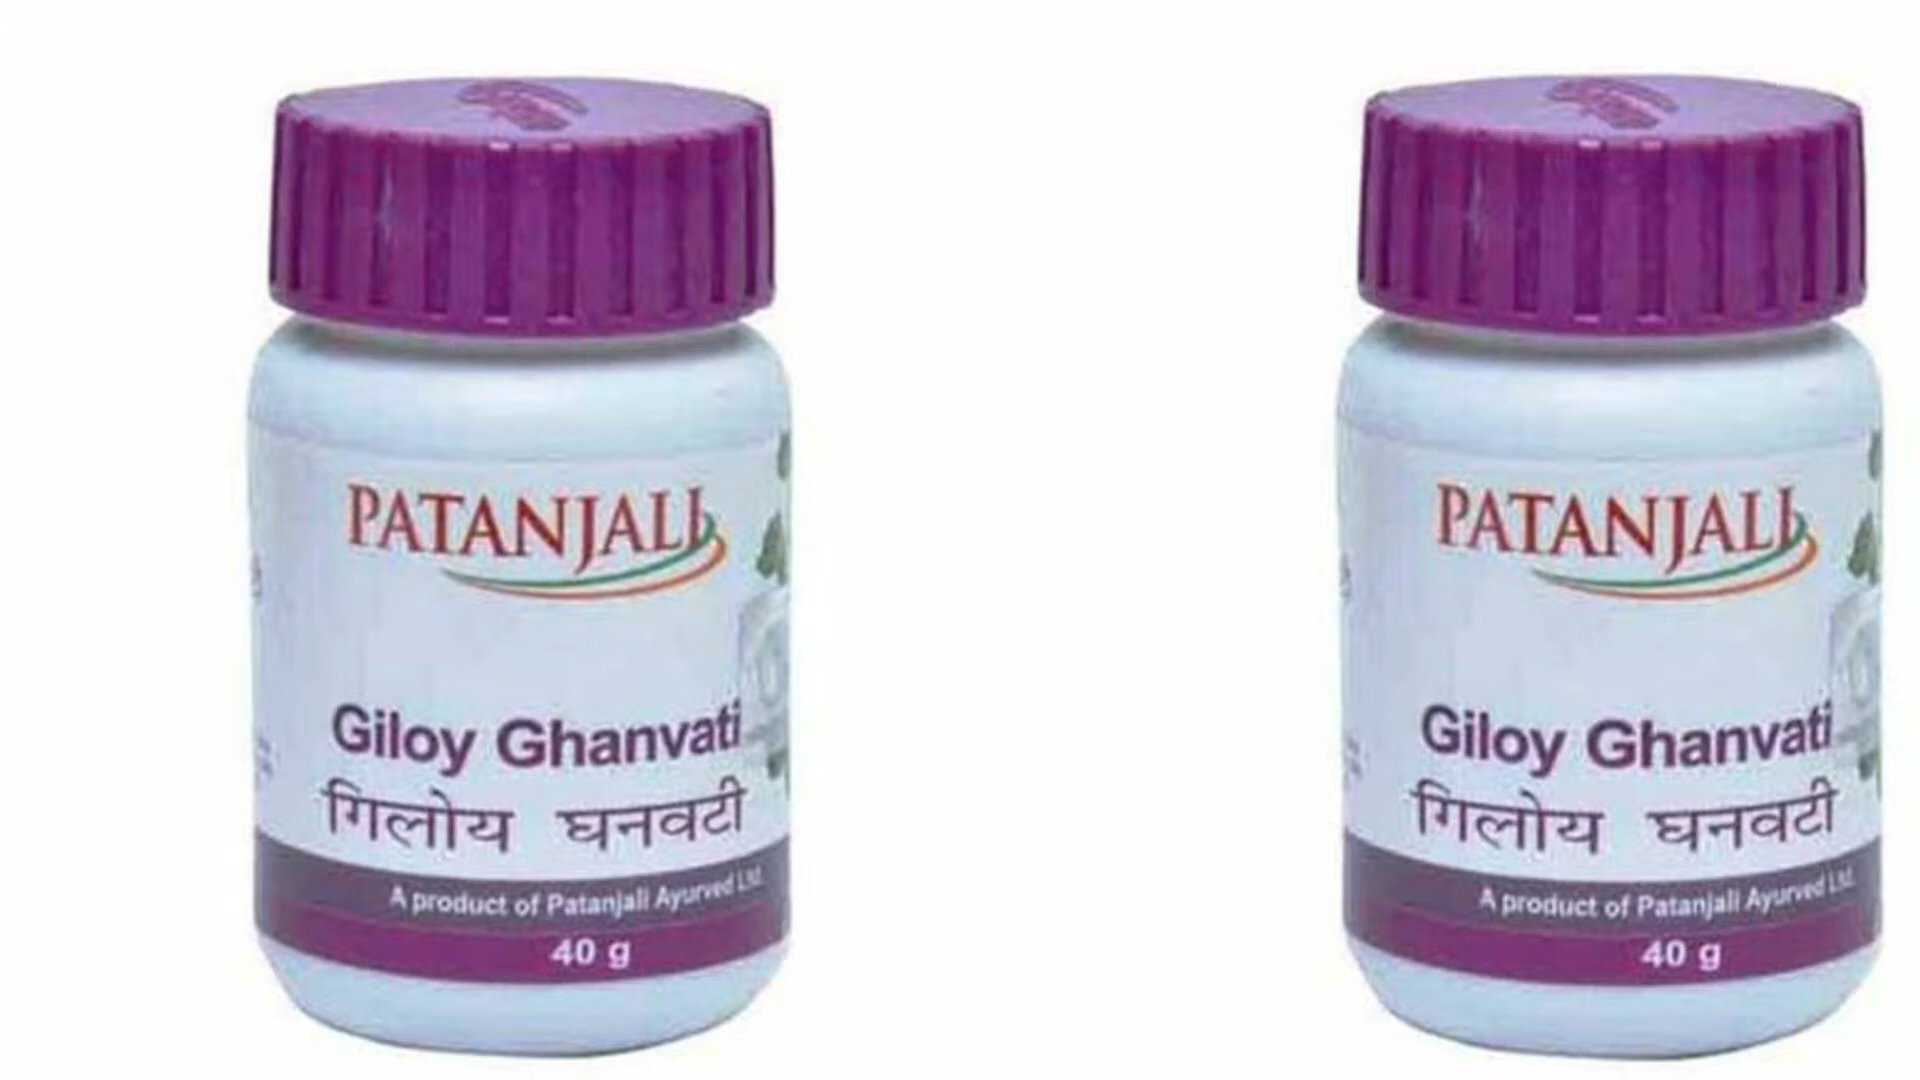 PATANJALI
Giloy Ghanvati
गिलोय घनवटी
A product of Patanjali Ayurved Ltd.
40 g
PATANJALI
Giloy Ghanvati
गिलोय घनवटी
A product of Patanjali Ayurved Ltd.
40 g